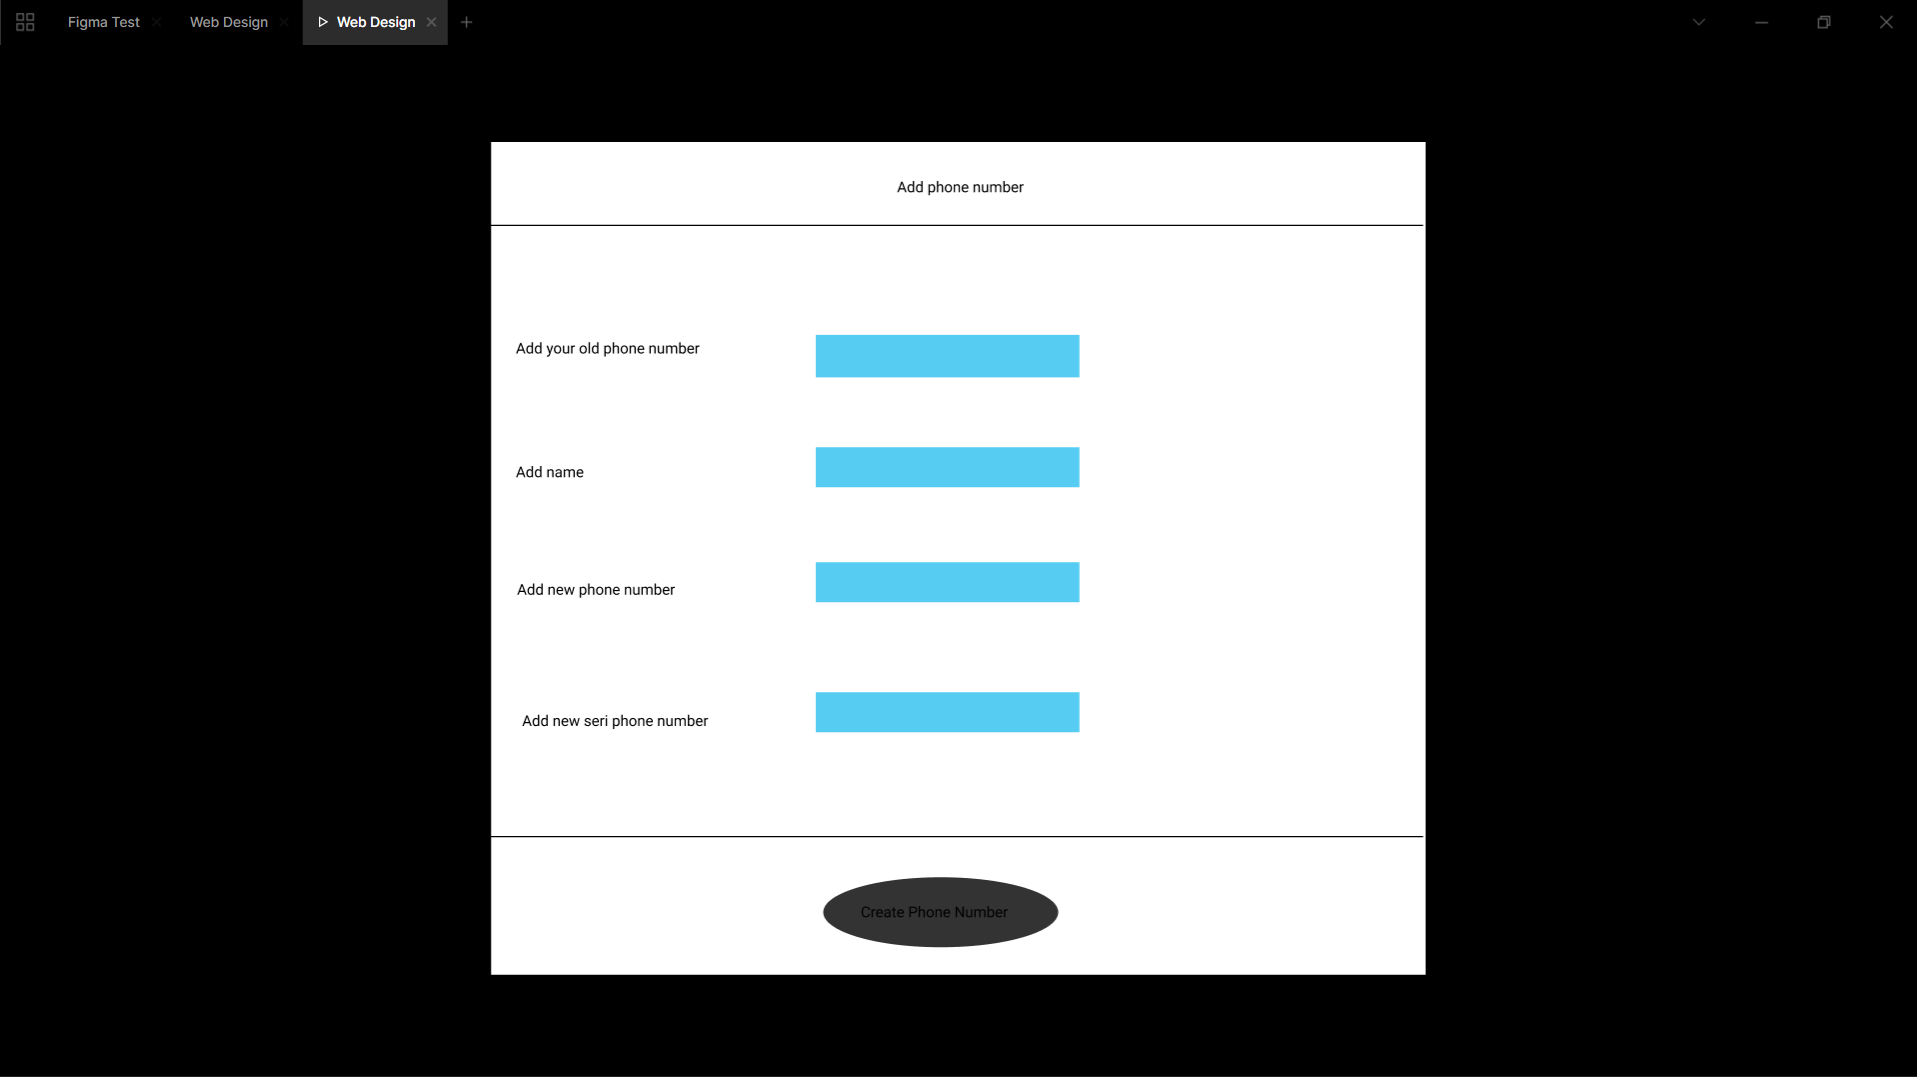 Figma Test
Web Design
Web Design
Add phone number
Add your old phone number
Add name
Add new phone number
Add new seri phone number
Create Phone Number